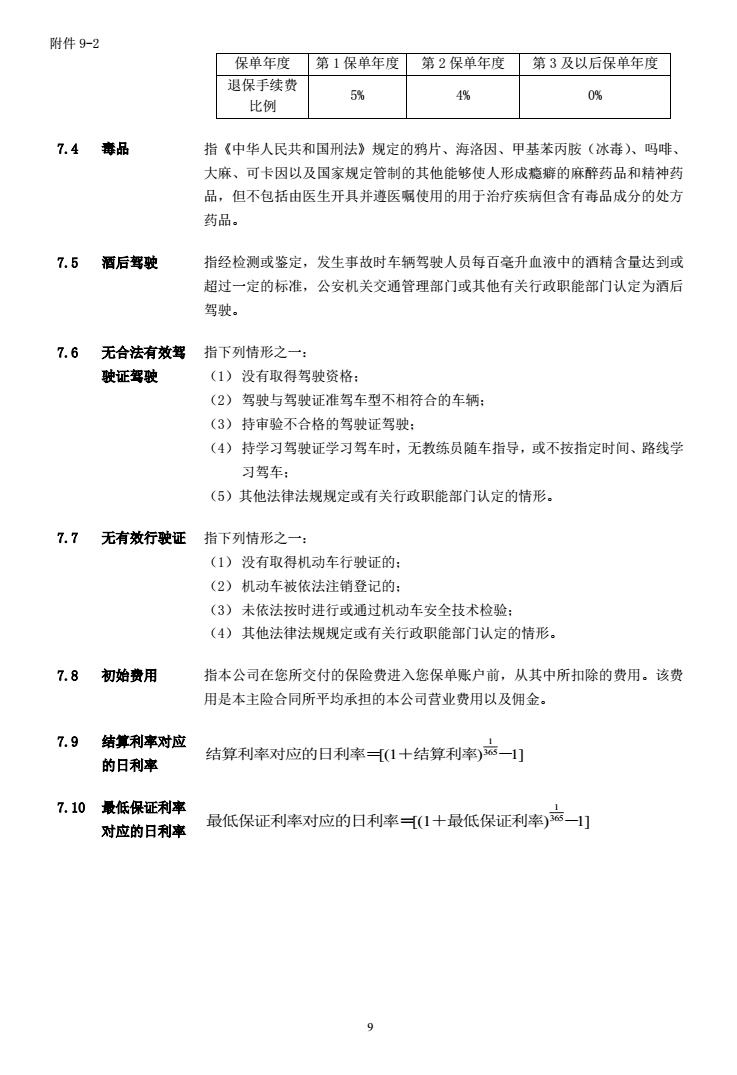 附件 9-2
保单年度 第 1 保单年度 第 2 保单年度 第 3 及以后保单年度
退保手续费
比例 5% 4% 0%
7.4 毒品 指《中华人民共和国刑法》规定的鸦片、海洛因、甲基苯丙胺（冰毒）、吗啡、
大麻、可卡因以及国家规定管制的其他能够使人形成瘾癖的麻醉药品和精神药
品，但不包括由医生开具并遵医嘱使用的用于治疗疾病但含有毒品成分的处方
药品。
7.5 酒后驾驶 指经检测或鉴定，发生事故时车辆驾驶人员每百毫升血液中的酒精含量达到或
超过一定的标准，公安机关交通管理部门或其他有关行政职能部门认定为酒后
驾驶。
7.6 无合法有效驾 指下列情形之一：
驶证驾驶 （1） 没有取得驾驶资格；
（2） 驾驶与驾驶证准驾车型不相符合的车辆；
（3） 持审验不合格的驾驶证驾驶；
（4） 持学习驾驶证学习驾车时，无教练员随车指导，或不按指定时间、路线学
习驾车；
（5）其他法律法规规定或有关行政职能部门认定的情形。
7.7 无有效行驶证 指下列情形之一：
（1） 没有取得机动车行驶证的；
（2） 机动车被依法注销登记的；
（3） 未依法按时进行或通过机动车安全技术检验；
（4） 其他法律法规规定或有关行政职能部门认定的情形。
7.8 初始费用 指本公司在您所交付的保险费进入您保单账户前，从其中所扣除的费用。该费
用是本主险合同所平均承担的本公司营业费用以及佣金。
7.9 结算利率对应
的日利率 结算利率对应的日利率=[(1+结算利率)^(1/365)−1]
7.10 最低保证利率
对应的日利率 最低保证利率对应的日利率=[(1+最低保证利率)^(1/365)−1]
9